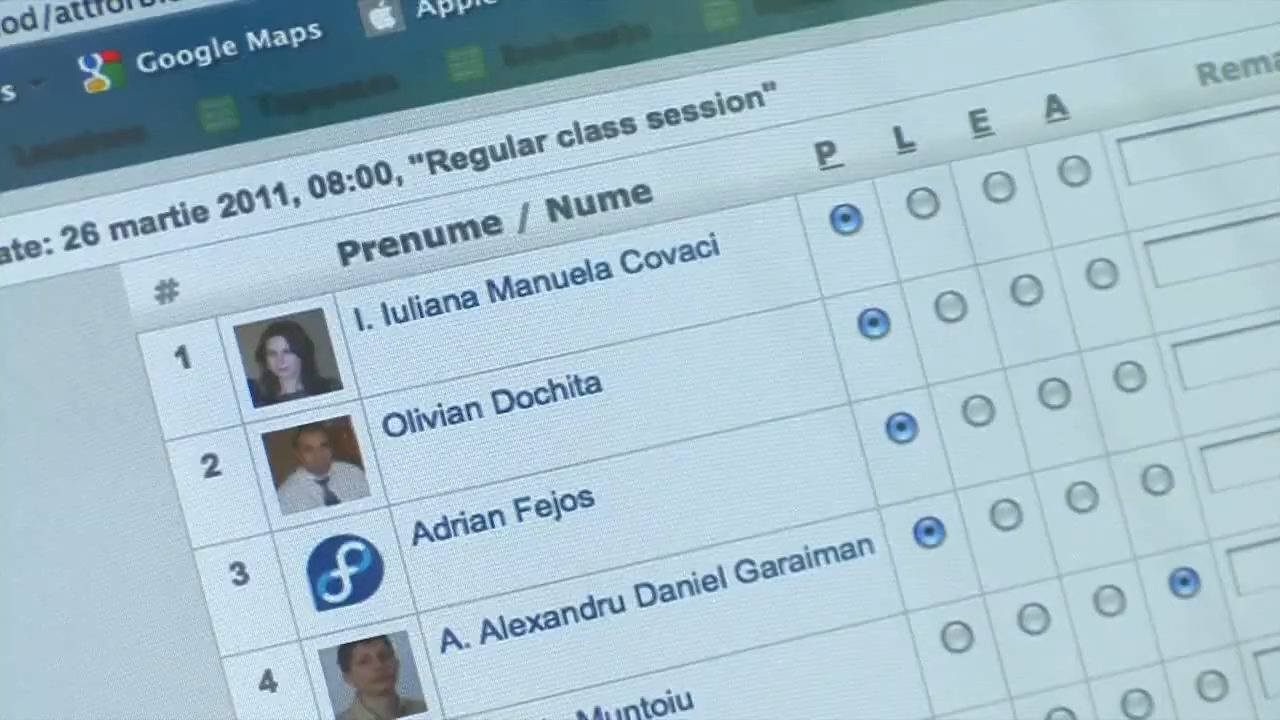 od/attforbl
s Google Maps Apple
ate: 26 martie 2011, 08:00, "Regular class session"
# Prenume / Nume P L E A Rema
1 I. Iuliana Manuela Covaci
2 Olivian Dochita
3 Adrian Fejos
4 A. Alexandru Daniel Garaiman
Muntoiu